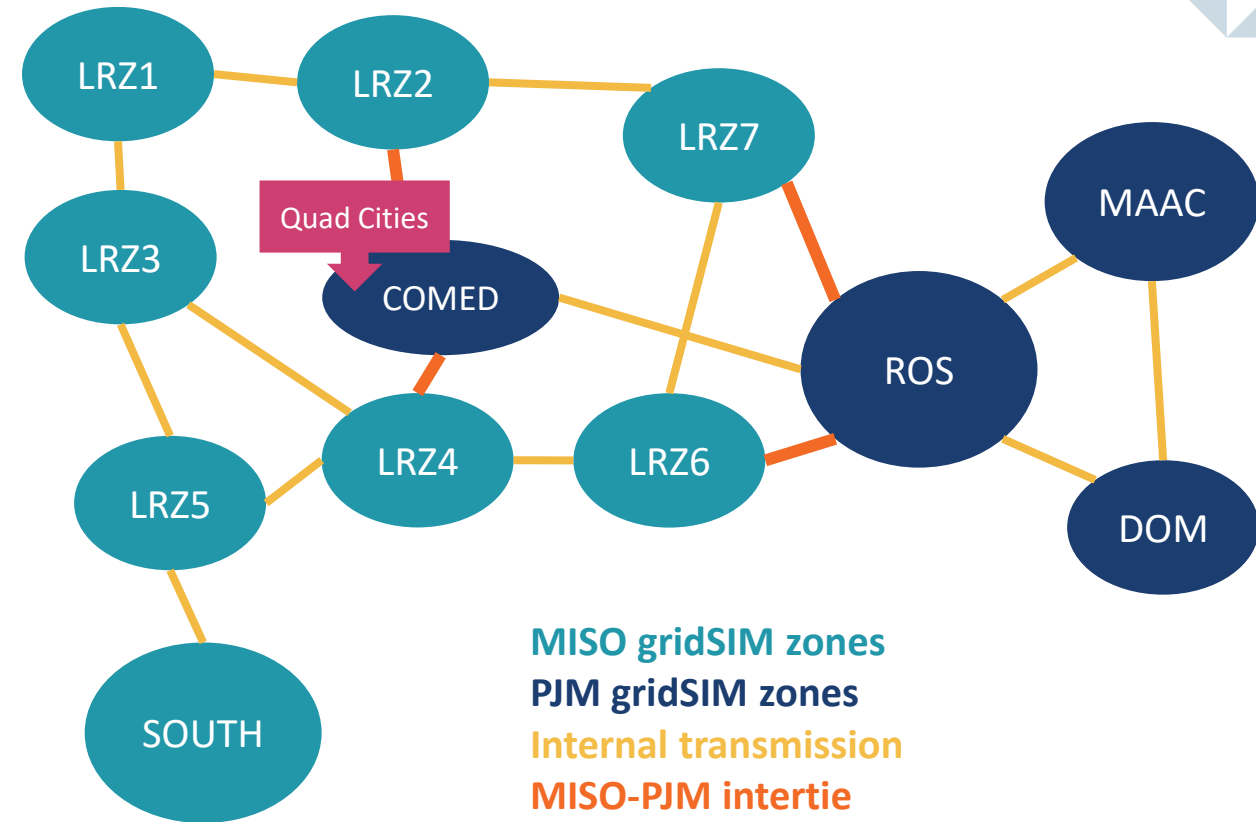 LRZ1
LRZ2
LRZ7
MAAC
Quad Cities
LRZ3
COMED
ROS
LRZ4
LRZ6
LRZ5
DOM
SOUTH
MISO gridSIM zones
PJM gridSIM zones
Internal transmission
MISO-PJM intertie